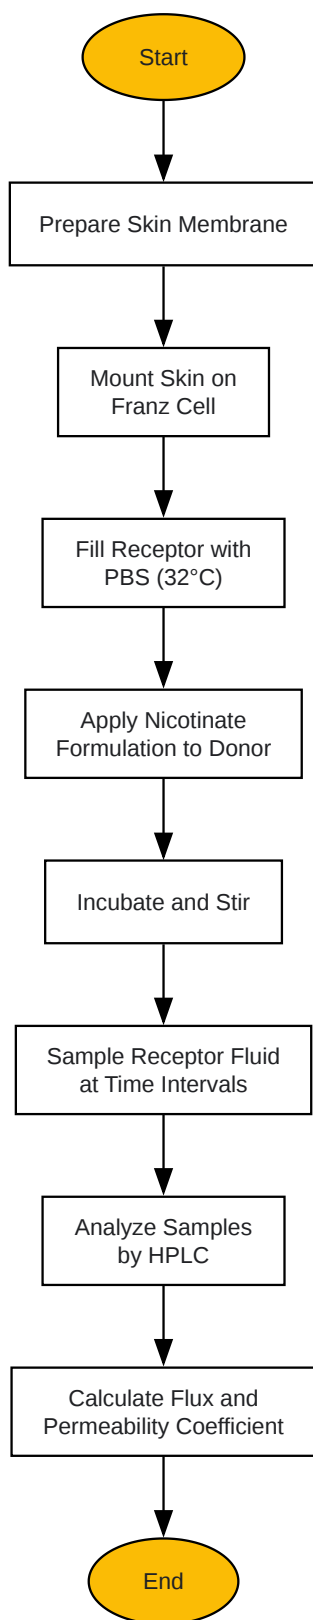 Start
Prepare Skin Membrane
Mount Skin on
Franz Cell
Fill Receptor with
PBS (32°C)
Apply Nicotinate
Formulation to Donor
Incubate and Stir
Sample Receptor Fluid
at Time Intervals
Analyze Samples
by HPLC
Calculate Flux and
Permeability Coefficient
End